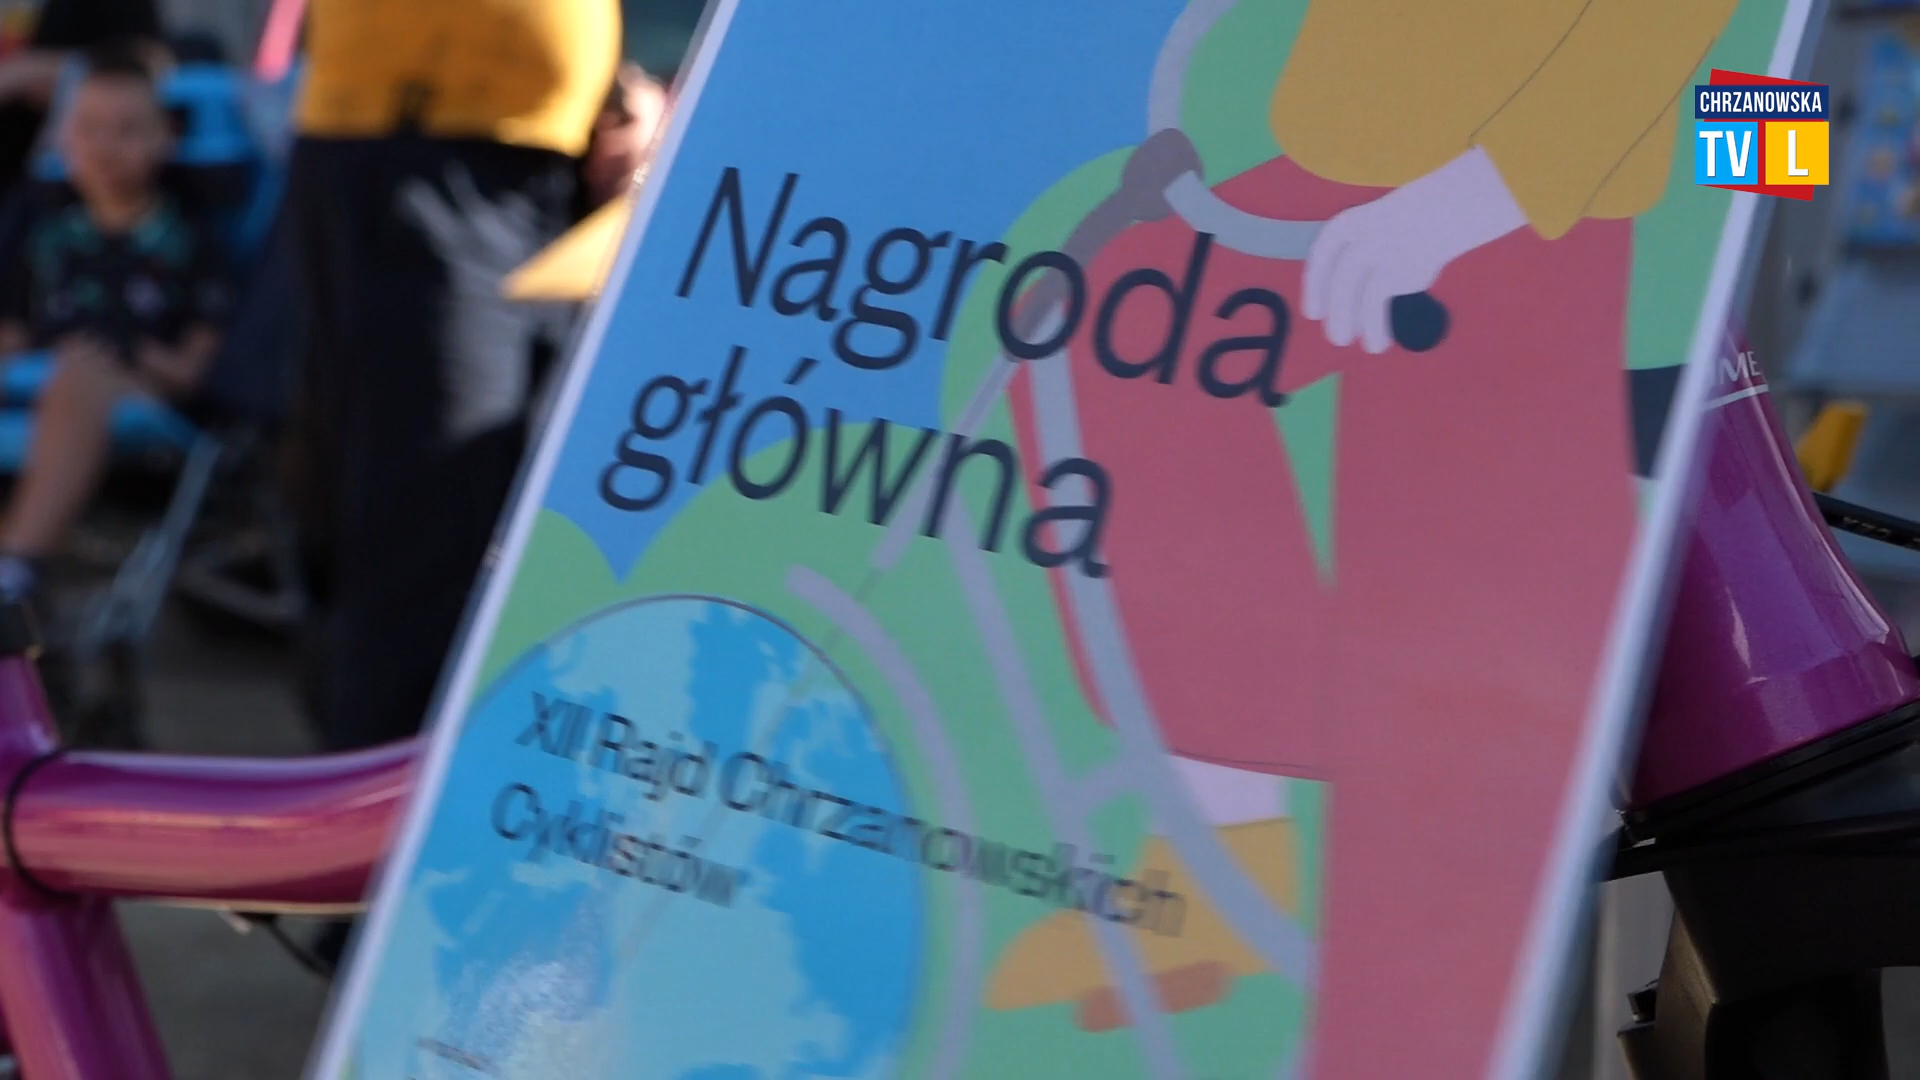 CHRZANOWSKA
TV L
Nagroda
główna
XII Rajd Chrzanowskich
Cyklistów